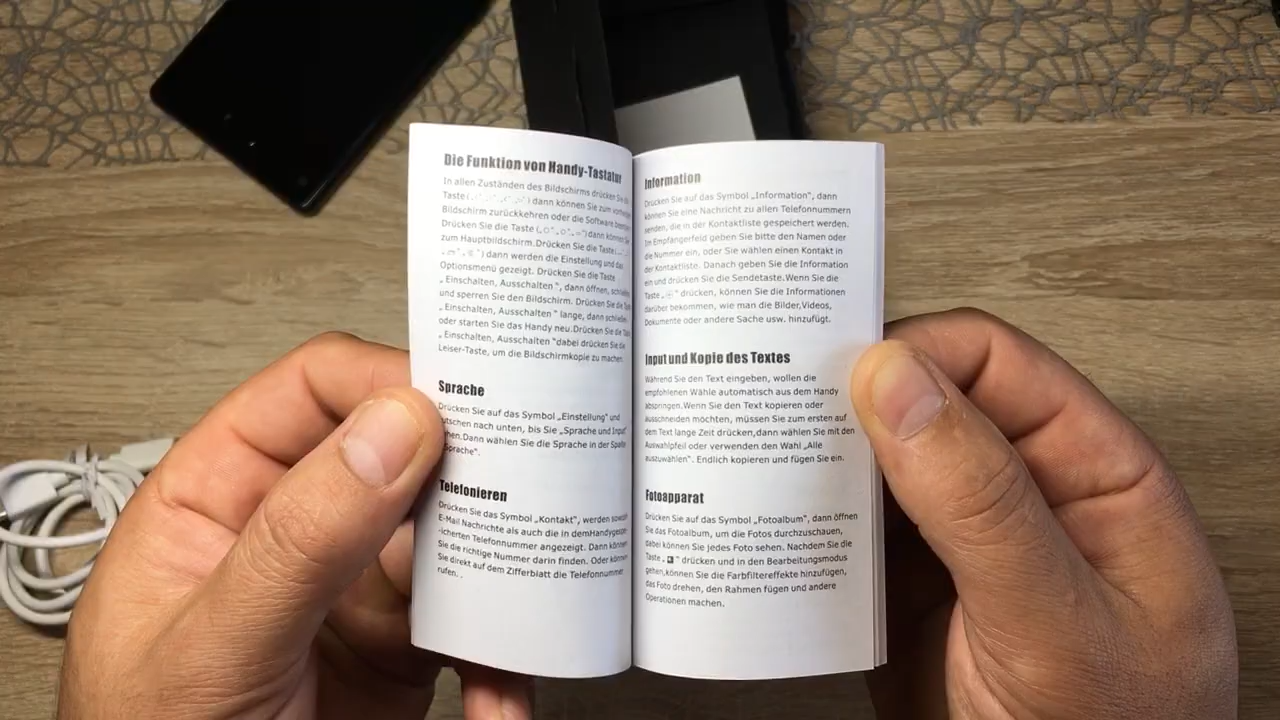 Die Funktion von Handy-Tastatur
In allen Zuständen des Bildschirms drücken Sie die
Taste ( ) dann können Sie zum vorherigen
Bildschirm zurückkehren oder die Software
Drücken Sie die Taste („○“„○“„=“) dann können
zum Hauptbildschirm.Drücken Sie die Taste (
) dann werden die Einstellung und das
Optionsmenü gezeigt. Drücken Sie die Taste
„ Einschalten, Ausschalten “, dann öffnen,
und sperren Sie den Bildschirm. Drücken Sie die
„ Einschalten, Ausschalten “ lange, dann
oder starten Sie das Handy neu.Drücken Sie die
„ Einschalten, Ausschalten “dabei drücken Sie die
Leiser-Taste, um die Bildschirmkopie zu machen.
Sprache
Drücken Sie auf das Symbol „Einstellung“ und
nach unten, bis Sie „Sprache und Input“
Dann wählen Sie die Sprache in der Spalte
Sprache“.
Telefonieren
Drücken Sie das Symbol „Kontakt“, werden sowohl
E-Mail Nachrichte als auch die in demHandygespe-
-icherten Telefonnummer angezeigt. Dann können
Sie die richtige Nummer darin finden. Oder können
Sie direkt auf dem Zifferblatt die Telefonnummer
rufen. .
Information
Drücken Sie auf das Symbol „Information“, dann
können Sie eine Nachricht zu allen Telefonnummern
senden, die in der Kontaktliste gespeichert werden.
Im Empfängerfeld geben Sie bitte den Namen oder
die Nummer ein, oder Sie wählen einen Kontakt in
der Kontaktliste. Danach geben Sie die Information
ein und drücken Sie die Sendetaste.Wenn Sie die
Taste „ “ drücken, können Sie die Informationen
darüber bekommen, wie man die Bilder,Videos,
Dokumente oder andere Sache usw. hinzufügt.
Input und Kopie des Textes
Während Sie den Text eingeben, wollen die
empfohlenen Wähle automatisch aus dem Handy
abspringen.Wenn Sie den Text kopieren oder
ausschneiden möchten, müssen Sie zum ersten auf
dem Text lange Zeit drücken,dann wählen Sie mit den
Auswahlpfeil oder verwenden den Wahl „Alle
auszuwählen“. Endlich kopieren und fügen Sie ein.
Fotoapparat
Drücken Sie auf das Symbol „Fotoalbum“, dann öffnen
Sie das Fotoalbum, um die Fotos durchzuschauen,
dabei können Sie jedes Foto sehen. Nachdem Sie die
Taste „ “ drücken und in den Bearbeitungsmodus
gehen,können Sie die Farbfiltereffekte hinzufügen,
das Foto drehen, den Rahmen fügen und andere
Operationen machen.